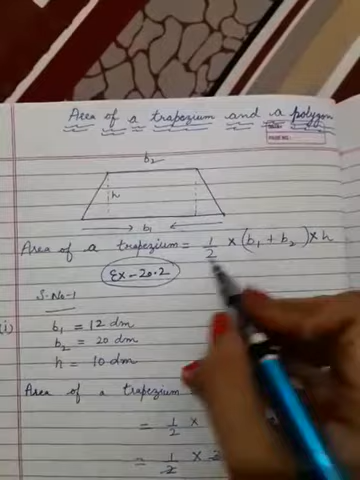 Area of a trapezium and a polygon
b₂
h
b₁
Area of a trapezium = 1/2 × (b₁ + b₂) × h
Ex-20.2
S.No-1
(i) b₁ = 12 dm
b₂ = 20 dm
h = 10 dm
Area of a trapezium
= 1/2 ×
= 1/2 ×